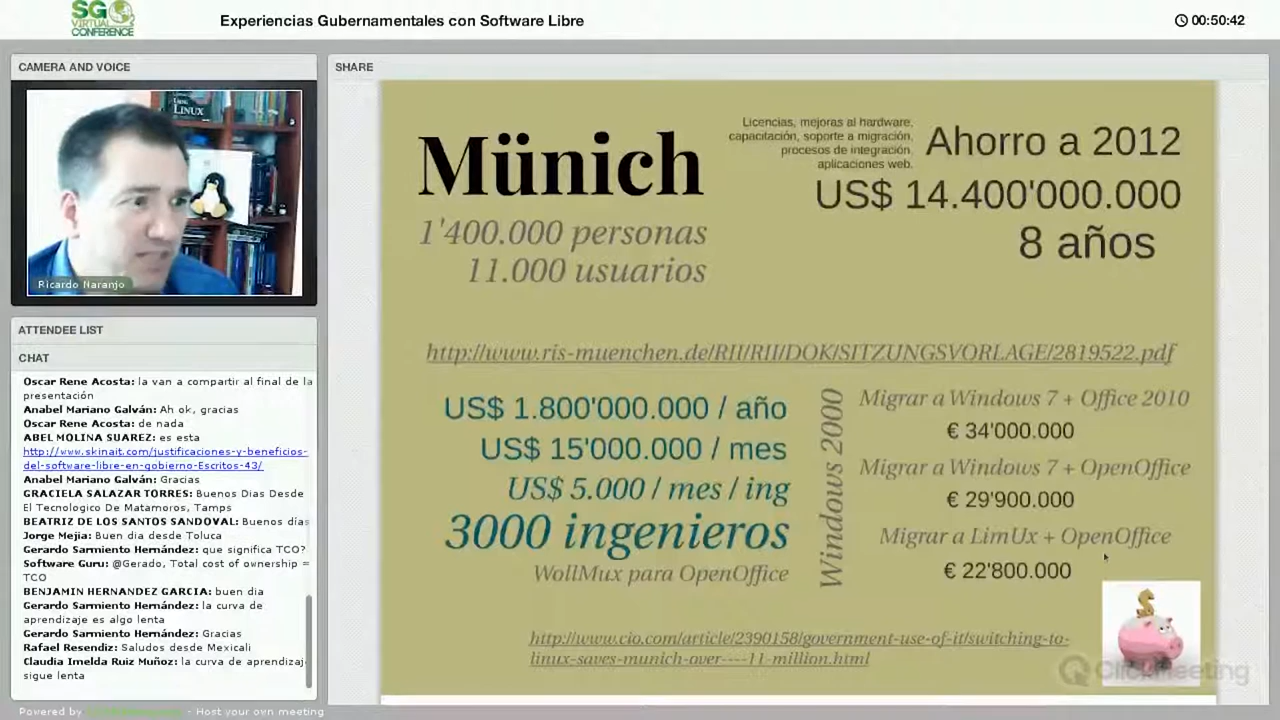 SG
VIRTUAL
CONFERENCE
Experiencias Gubernamentales con Software Libre
00:50:42
CAMERA AND VOICE
LINUX
Ricardo Naranjo
ATTENDEE LIST
CHAT
Oscar Rene Acosta: la van a compartir al final de la
presentación
Anabel Mariano Galván: Ah ok, gracias
Oscar Rene Acosta: de nada
ABEL MOLINA SUAREZ: es esta
http://www.skinait.com/justificaciones-y-beneficios-
del-software-libre-en-gobierno-Escritos-43/
Anabel Mariano Galván: Gracias
GRACIELA SALAZAR TORRES: Buenos Dias Desde
El Tecnologico De Matamoros, Tamps
BEATRIZ DE LOS SANTOS SANDOVAL: Buenos días
Jorge Mejia: Buen dia desde Toluca
Gerardo Sarmiento Hernández: que significa TCO?
Software Guru: @Gerado, Total cost of ownership =
TCO
BENJAMIN HERNANDEZ GARCIA: buen dia
Gerardo Sarmiento Hernández: la curva de
aprendizaje es algo lenta
Gerardo Sarmiento Hernández: Gracias
Rafael Resendiz: Saludos desde Mexicali
Claudia Imelda Ruiz Muñoz: la curva de aprendizaj
sigue lenta
Powered by
- Host your own meeting
SHARE
Münich
1'400.000 personas
11.000 usuarios
Licencias, mejoras al hardware,
capacitación, soporte a migración,
procesos de integración,
aplicaciones web.
Ahorro a 2012
US$ 14.400'000.000
8 años
http://www.ris-muenchen.de/RII/RII/DOK/SITZUNGSVORLAGE/2819522.pdf
US$ 1.800'000.000 / año
US$ 15'000.000 / mes
US$ 5.000 / mes / ing
3000 ingenieros
WollMux para OpenOffice
Windows 2000
Migrar a Windows 7 + Office 2010
€ 34'000.000
Migrar a Windows 7 + OpenOffice
€ 29'900.000
Migrar a LimUx + OpenOffice
€ 22'800.000
http://www.cio.com/article/2390158/government-use-of-it/switching-to-
linux-saves-munich-over----11-million.html
ClickMeeting